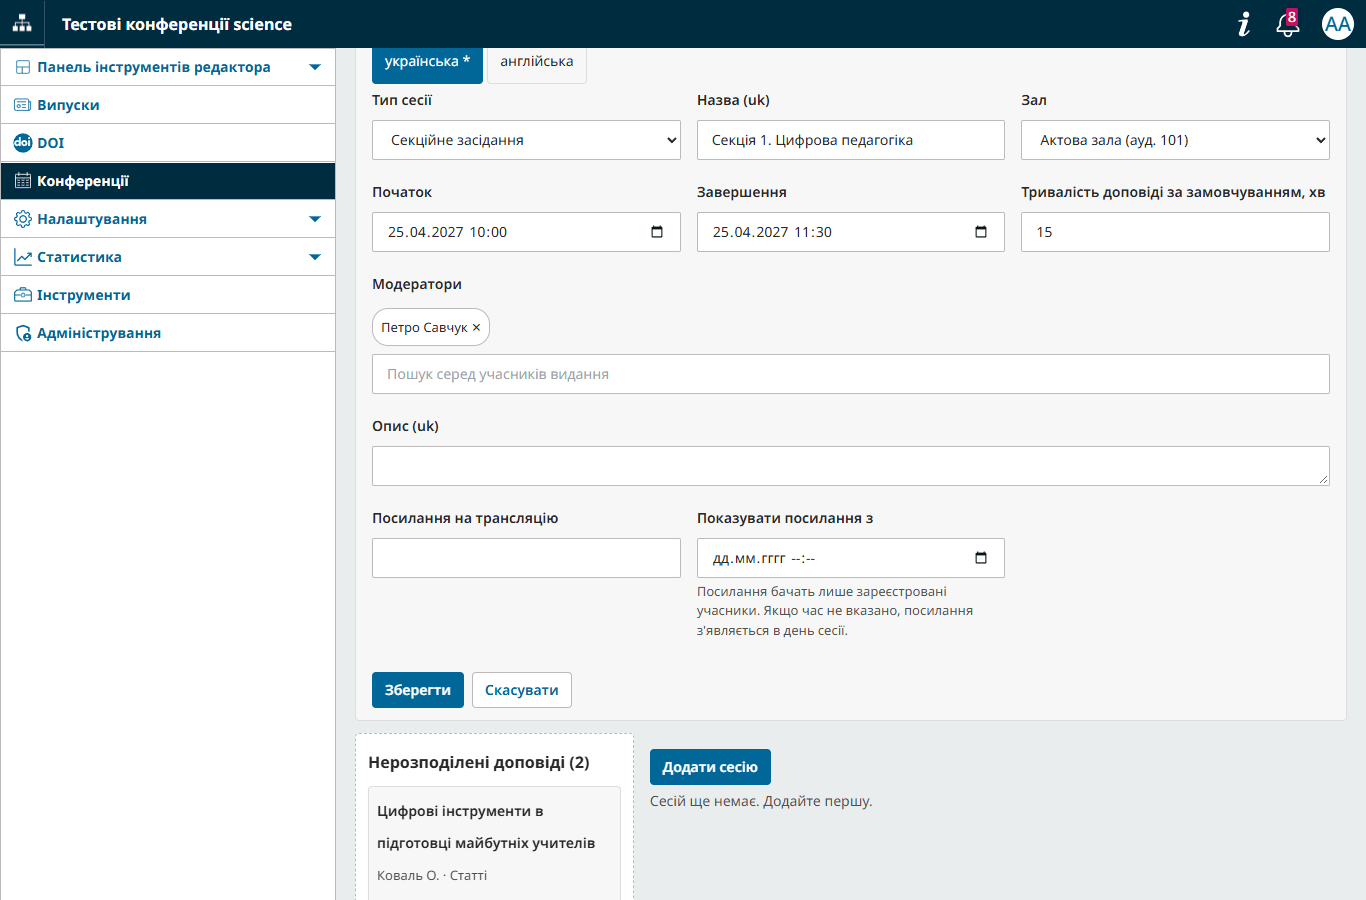 Тестові конференції science
8
AA
Панель інструментів редактора
Випуски
doi DOI
Конференції
Налаштування
Статистика
Інструменти
Адміністрування
українська *
англійська
Тип сесії
Назва (uk)
Зал
Секційне засідання
Секція 1. Цифрова педагогіка
Актова зала (ауд. 101)
Початок
Завершення
Тривалість доповіді за замовчуванням, хв
25.04.2027 10:00
25.04.2027 11:30
15
Модератори
Петро Савчук ×
Пошук серед учасників видання
Опис (uk)
Посилання на трансляцію
Показувати посилання з
дд.мм.гггг --:--
Посилання бачать лише зареєстровані
учасники. Якщо час не вказано, посилання
з'являється в день сесії.
Зберегти
Скасувати
Нерозподілені доповіді (2)
Цифрові інструменти в
підготовці майбутніх учителів
Коваль О. · Статті
Додати сесію
Сесій ще немає. Додайте першу.